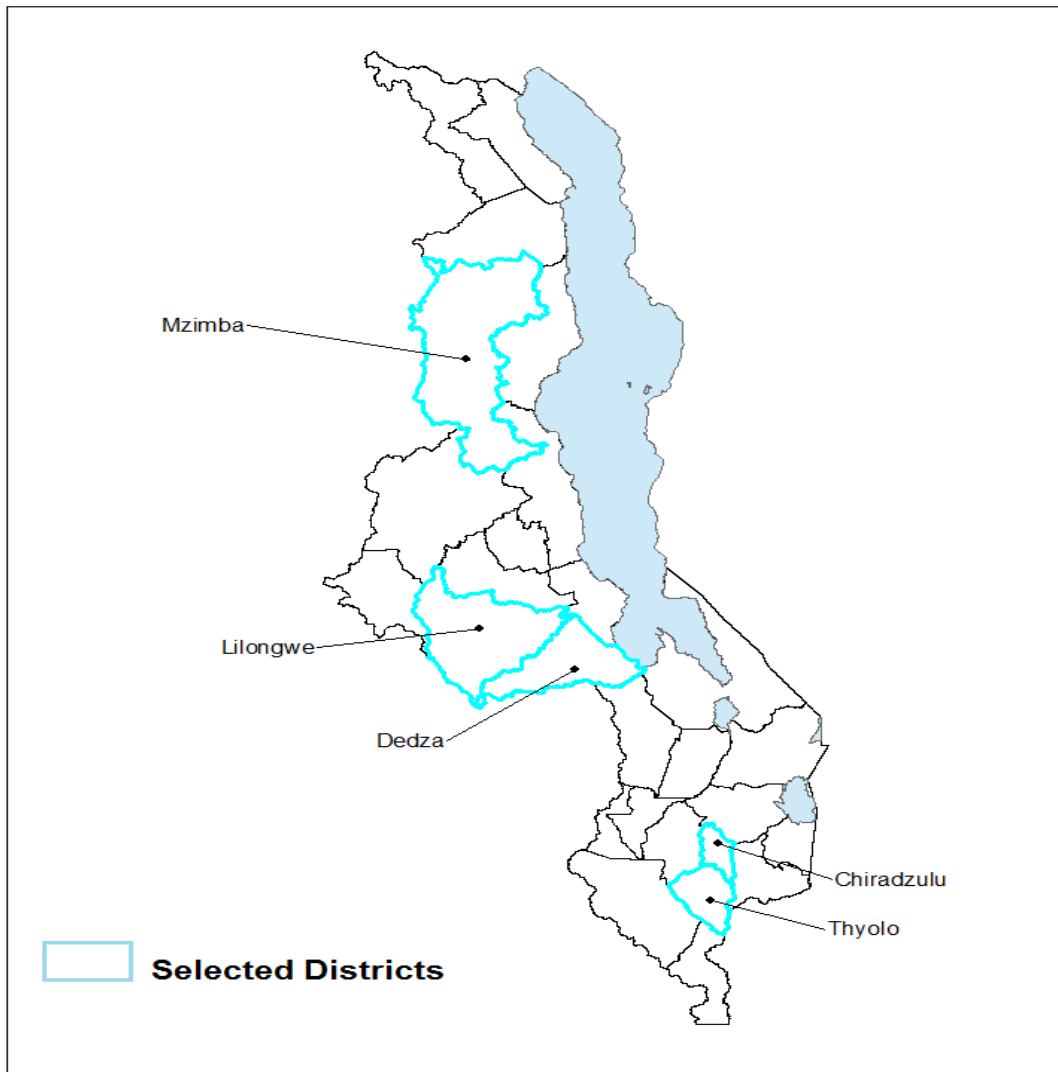 Mzimba
Lilongwe
Dedza
Chiradzulu
Thyolo
Selected Districts